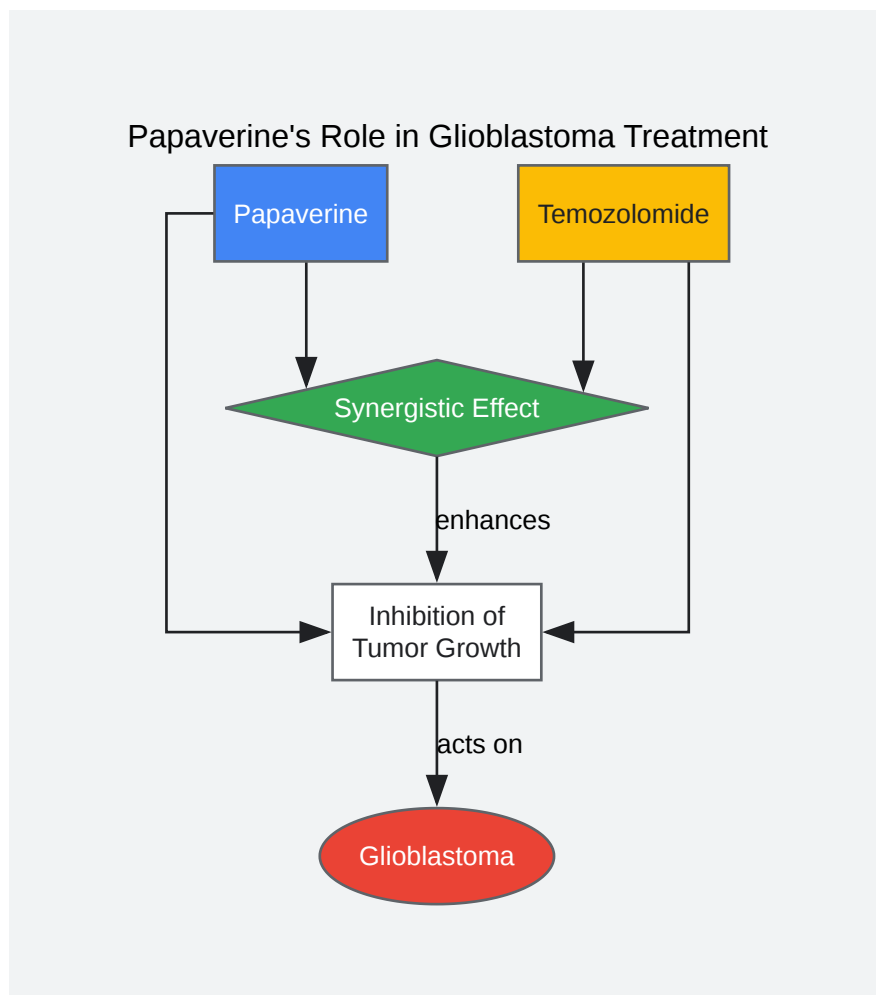 Papaverine's Role in Glioblastoma Treatment
Papaverine
Temozolomide
Synergistic Effect
enhances
Inhibition of
Tumor Growth
acts on
Glioblastoma